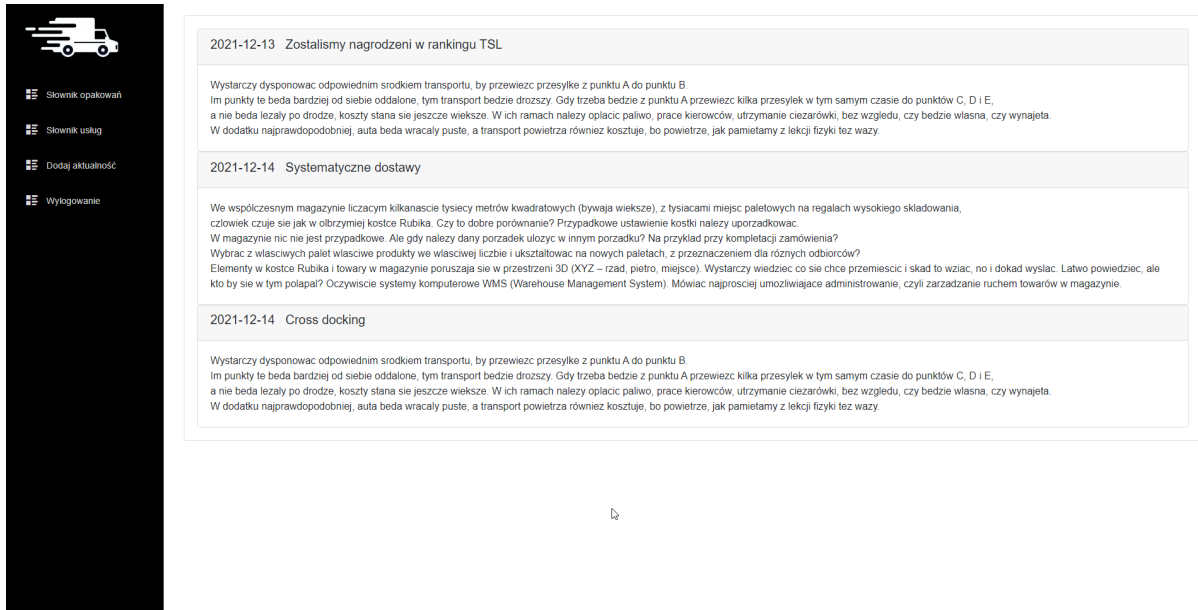 Słownik opakowań
Słownik usług
Dodaj aktualność
Wylogowanie
2021-12-13 Zostalismy nagrodzeni w rankingu TSL
Wystarczy dysponowac odpowiednim srodkiem transportu, by przewiezc przesylke z punktu A do punktu B.
Im punkty te beda bardziej od siebie oddalone, tym transport bedzie drozszy. Gdy trzeba bedzie z punktu A przewiezc kilka przesylek w tym samym czasie do punktów C, D i E,
a nie beda lezaly po drodze, koszty stana sie jeszcze wieksze. W ich ramach nalezy oplacic paliwo, prace kierowców, utrzymanie ciezarówki, bez wzgledu, czy bedzie wlasna, czy wynajeta.
W dodatku najprawdopodobniej, auta beda wracaly puste, a transport powietrza równiez kosztuje, bo powietrze, jak pamietamy z lekcji fizyki tez wazy.
2021-12-14 Systematyczne dostawy
We wspólczesnym magazynie liczacym kilkanascie tysiecy metrów kwadratowych (bywaja wieksze), z tysiacami miejsc paletowych na regalach wysokiego skladowania,
czlowiek czuje sie jak w olbrzymiej kostce Rubika. Czy to dobre porównanie? Przypadkowe ustawienie kostki nalezy uporzadkowac.
W magazynie nic nie jest przypadkowe. Ale gdy nalezy dany porzadek ulozyc w innym porzadku? Na przyklad przy kompletacji zamówienia?
Wybrac z wlasciwych palet wlasciwe produkty we wlasciwej liczbie i uksztaltowac na nowych paletach, z przeznaczeniem dla róznych odbiorców?
Elementy w kostce Rubika i towary w magazynie poruszaja sie w przestrzeni 3D (XYZ – rzad, pietro, miejsce). Wystarczy wiedziec co sie chce przemiescic i skad to wziac, no i dokad wyslac. Latwo powiedziec, ale
kto by sie w tym polapal? Oczywiscie systemy komputerowe WMS (Warehouse Management System). Mówiac najprosciej umozliwiajace administrowanie, czyli zarzadzanie ruchem towarów w magazynie.
2021-12-14 Cross docking
Wystarczy dysponowac odpowiednim srodkiem transportu, by przewiezc przesylke z punktu A do punktu B.
Im punkty te beda bardziej od siebie oddalone, tym transport bedzie drozszy. Gdy trzeba bedzie z punktu A przewiezc kilka przesylek w tym samym czasie do punktów C, D i E,
a nie beda lezaly po drodze, koszty stana sie jeszcze wieksze. W ich ramach nalezy oplacic paliwo, prace kierowców, utrzymanie ciezarówki, bez wzgledu, czy bedzie wlasna, czy wynajeta.
W dodatku najprawdopodobniej, auta beda wracaly puste, a transport powietrza równiez kosztuje, bo powietrze, jak pamietamy z lekcji fizyki tez wazy.